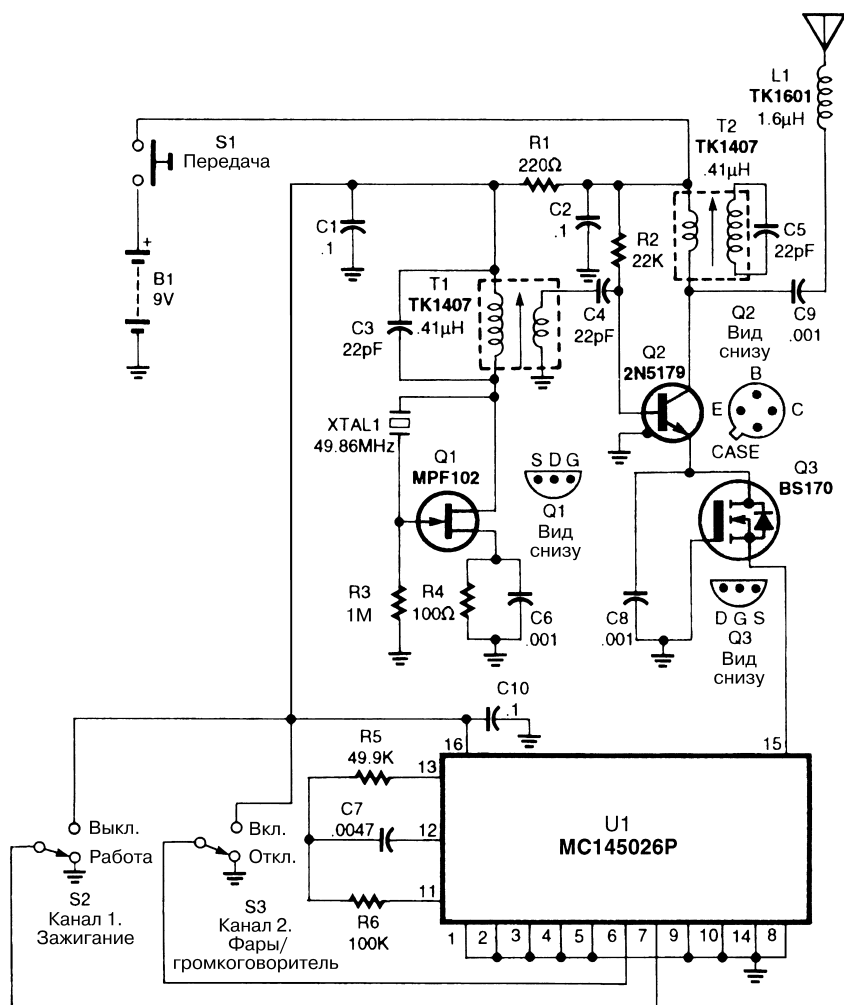 L1
TK1601
1.6µH
T2
TK1407
.41µH
S1
Передача
R1
220Ω
C1
.1
C2
.1
R2
22K
C5
22pF
+
B1
9V
T1
TK1407
.41µH
C3
22pF
C4
22pF
Q2
Вид
снизу
C9
.001
Q2
2N5179
B
E
C
CASE
XTAL1
49.86MHz
Q1
MPF102
S D G
Q1
Вид
снизу
Q3
BS170
R3
1M
R4
100Ω
C6
.001
C8
.001
D G S
Q3
Вид
снизу
C10
.1
16
15
R5
49.9K
13
C7
.0047
12
U1
MC145026P
R6
100K
11
Выкл.
Работа
S2
Канал 1.
Зажигание
Вкл.
Откл.
S3
Канал 2.
Фары/
громкоговоритель
1 2 3 4 5 6 7 9 10 14 8